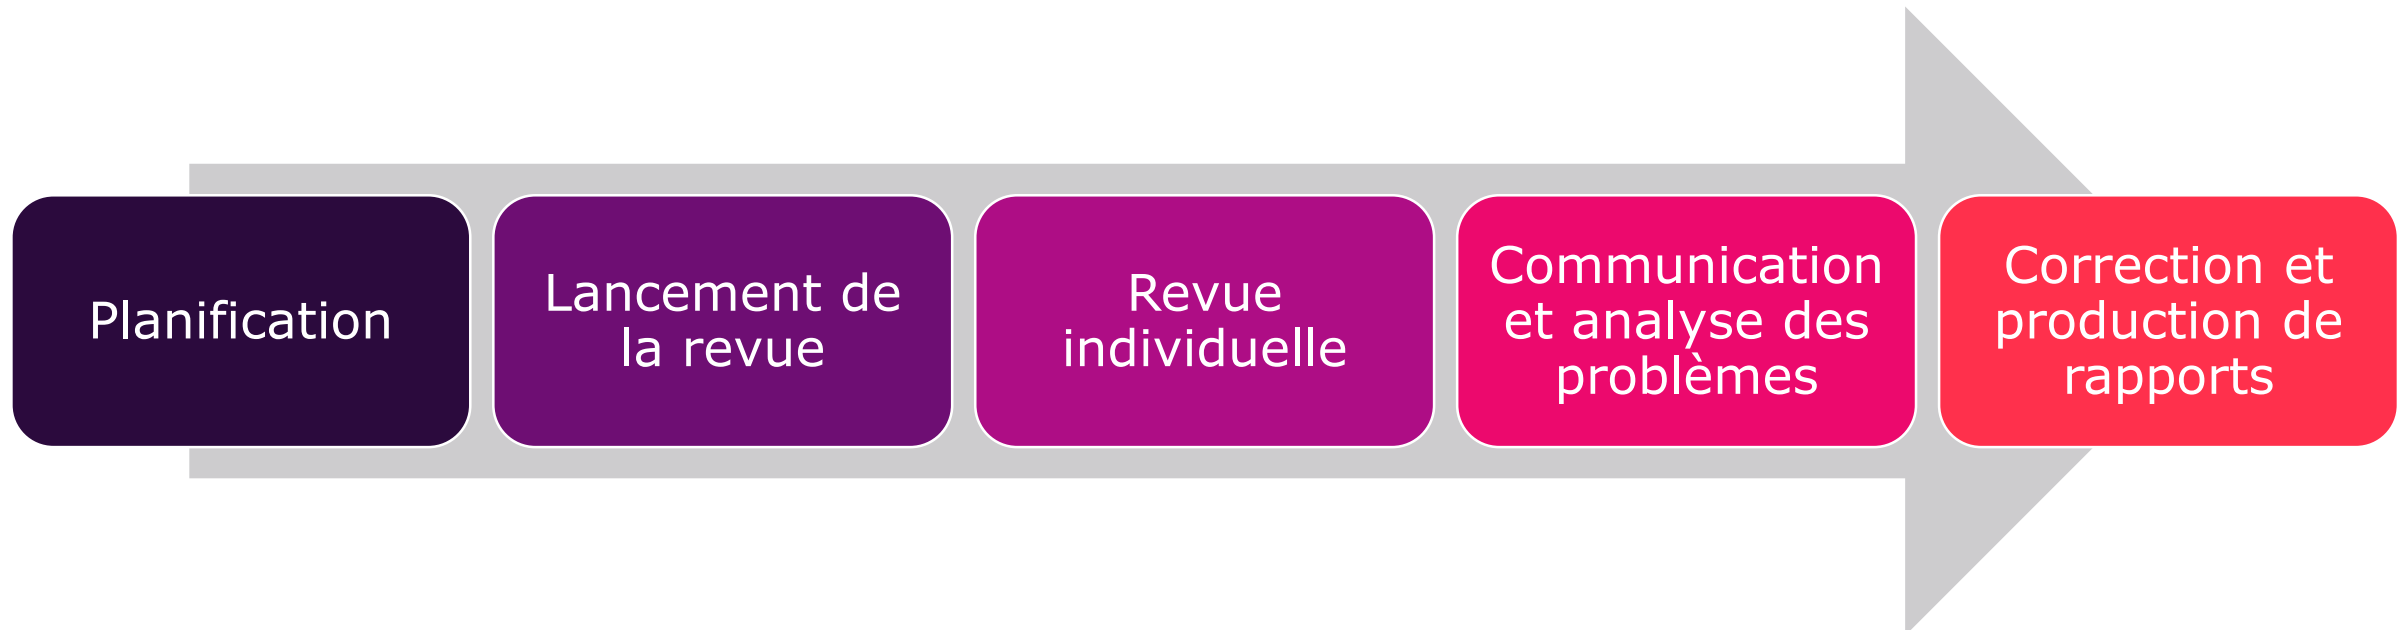 Planification
Lancement de
la revue
Revue
individuelle
Communication
et analyse des
problèmes
Correction et
production de
rapports